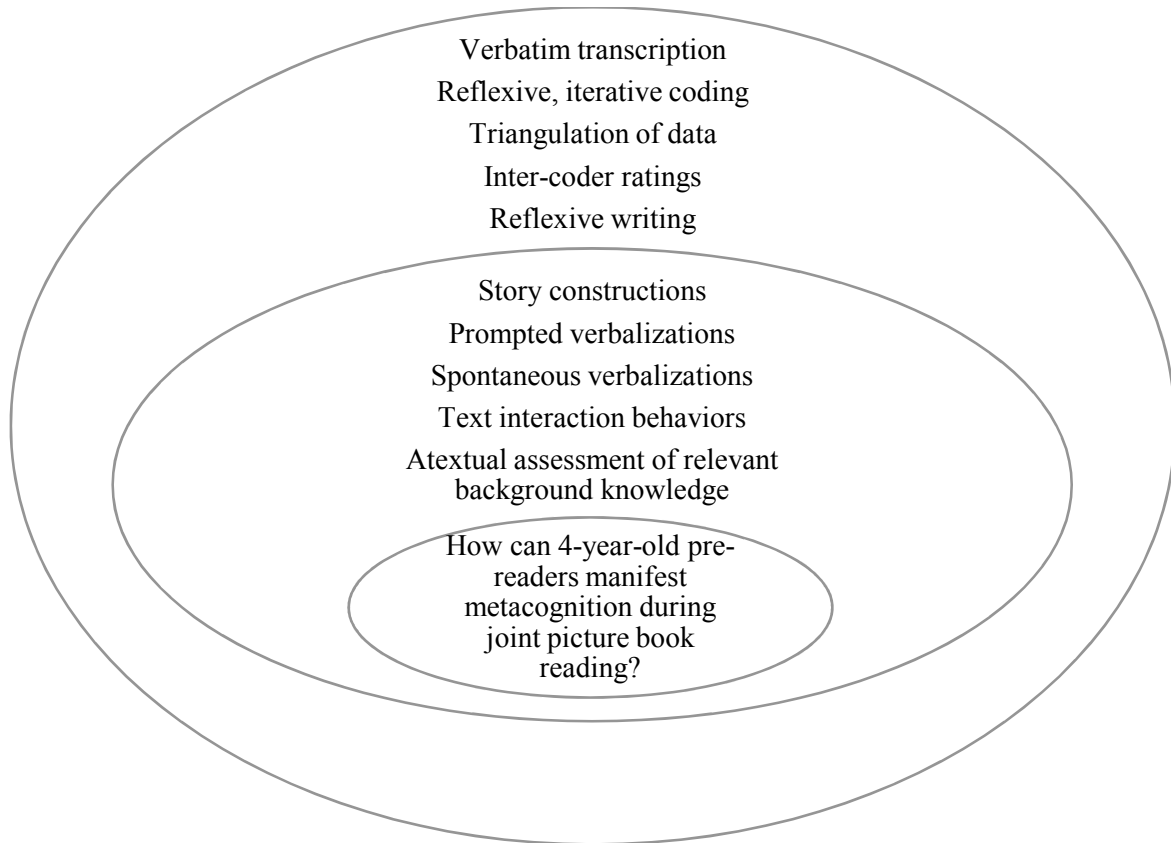 Verbatim transcription
Reflexive, iterative coding
Triangulation of data
Inter-coder ratings
Reflexive writing
Story constructions
Prompted verbalizations
Spontaneous verbalizations
Text interaction behaviors
Atextual assessment of relevant
background knowledge
How can 4-year-old pre-
readers manifest
metacognition during
joint picture book
reading?